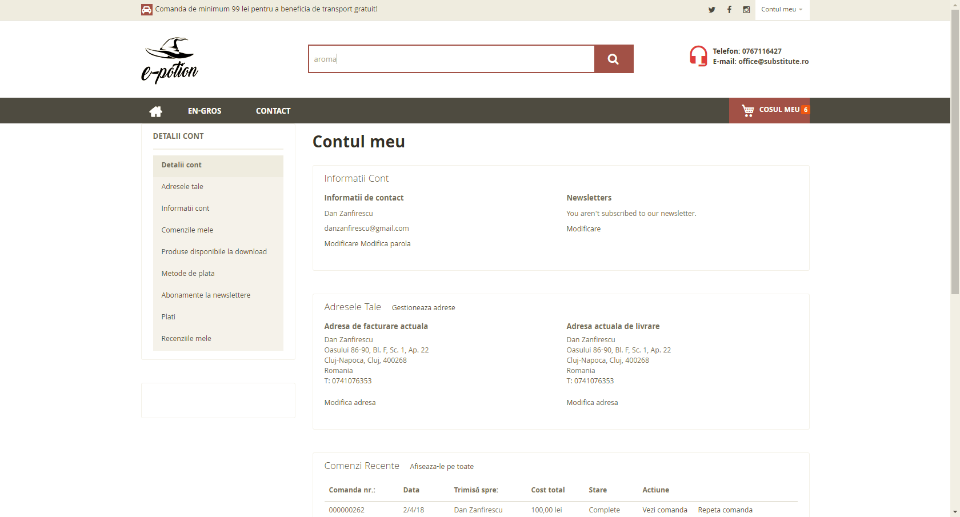 Comanda de minimum 99 lei pentru a beneficia de transport gratuit!
Contul meu
e-potion
aroma
Telefon: 0767116427
E-mail: office@substitute.ro
EN-GROS
CONTACT
COSUL MEU 6
DETALII CONT
Detalii cont
Adresele tale
Informatii cont
Comenzile mele
Produse disponibile la download
Metode de plata
Abonamente la newslettere
Plati
Recenziile mele
Contul meu
Informatii Cont
Informatii de contact
Dan Zanfirescu
danzanfirescu@gmail.com
Modificare Modifica parola
Newsletters
You aren't subscribed to our newsletter.
Modificare
Adresele Tale Gestioneaza adrese
Adresa de facturare actuala
Dan Zanfirescu
Oasului 86-90, Bl. F, Sc. 1, Ap. 22
Cluj-Napoca, Cluj, 400268
Romania
T: 0741076353
Modifica adresa
Adresa actuala de livrare
Dan Zanfirescu
Oasului 86-90, Bl. F, Sc. 1, Ap. 22
Cluj-Napoca, Cluj, 400268
Romania
T: 0741076353
Modifica adresa
Comenzi Recente Afiseaza-le pe toate
Comanda nr.: Data Trimisă spre: Cost total Stare Actiune
000000262 2/4/18 Dan Zanfirescu 100,00 lei Complete Vezi comanda Repeta comanda